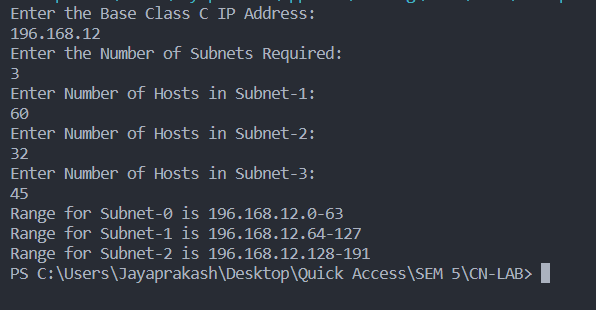 Enter the Base Class C IP Address:
196.168.12
Enter the Number of Subnets Required:
3
Enter Number of Hosts in Subnet-1:
60
Enter Number of Hosts in Subnet-2:
32
Enter Number of Hosts in Subnet-3:
45
Range for Subnet-0 is 196.168.12.0-63
Range for Subnet-1 is 196.168.12.64-127
Range for Subnet-2 is 196.168.12.128-191
PS C:\Users\Jayaprakash\Desktop\Quick Access\SEM 5\CN-LAB>